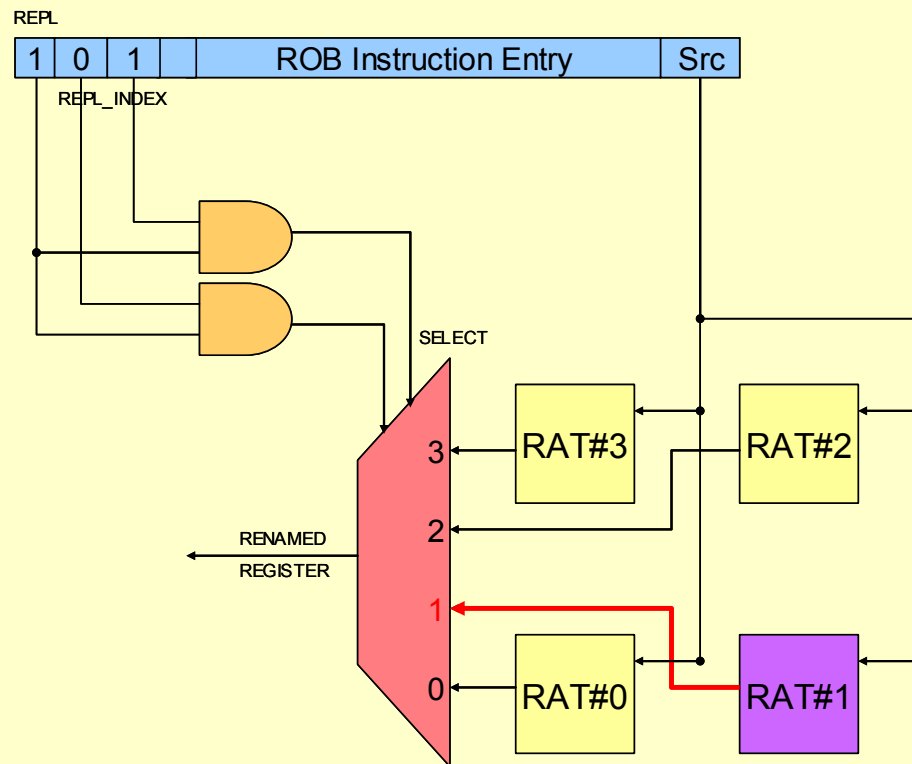 REPL
1 0 1 ROB Instruction Entry Src
REPL_INDEX
SELECT
3 RAT#3 RAT#2
2
RENAMED
REGISTER
1
0 RAT#0 RAT#1